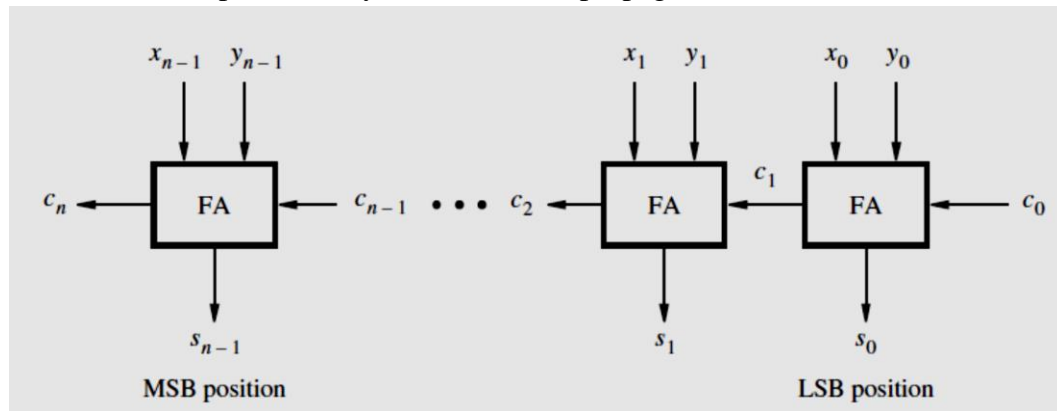 x_{n-1} y_{n-1} x_1 y_1 x_0 y_0
c_n FA c_{n-1} • • • c_2 FA c_1 FA c_0
s_{n-1} s_1 s_0
MSB position LSB position